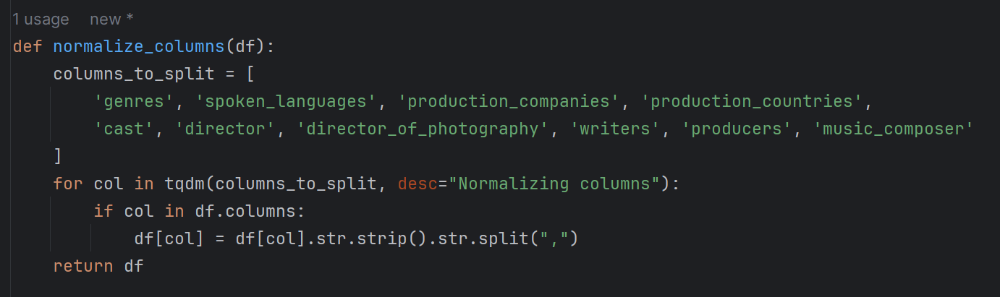 1 usage new *
def normalize_columns(df):
    columns_to_split = [
        'genres', 'spoken_languages', 'production_companies', 'production_countries',
        'cast', 'director', 'director_of_photography', 'writers', 'producers', 'music_composer'
    ]
    for col in tqdm(columns_to_split, desc="Normalizing columns"):
        if col in df.columns:
            df[col] = df[col].str.strip().str.split(",")
    return df